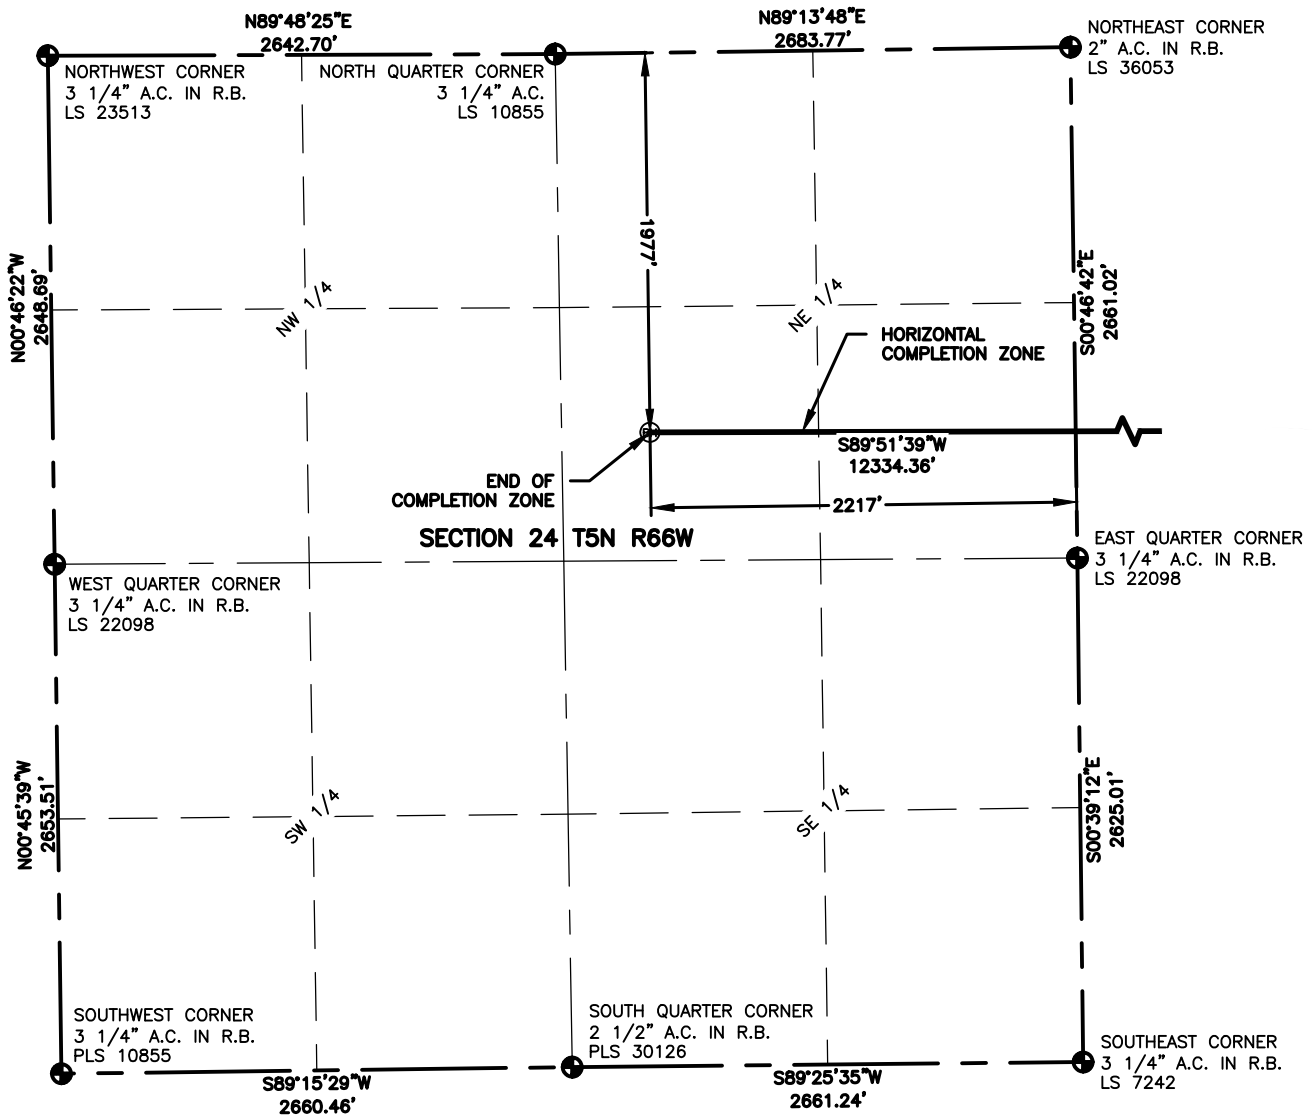 N89°48'25"E
2642.70'
N89°13'48"E
2683.77'
NORTHEAST CORNER
2" A.C. IN R.B.
LS 36053
NORTHWEST CORNER
3 1/4" A.C. IN R.B.
LS 23513
NORTH QUARTER CORNER
3 1/4" A.C.
LS 10855
1977'
N00°46'22"W
2648.69'
NW 1/4
NE 1/4
S00°46'42"E
2661.02'
HORIZONTAL
COMPLETION ZONE
S89°51'39"W
12334.36'
END OF
COMPLETION ZONE
2217'
SECTION 24 T5N R66W
EAST QUARTER CORNER
3 1/4" A.C. IN R.B.
LS 22098
WEST QUARTER CORNER
3 1/4" A.C. IN R.B.
LS 22098
N00°45'39"W
2653.51'
SW 1/4
SE 1/4
S00°39'12"E
2625.01'
SOUTHWEST CORNER
3 1/4" A.C. IN R.B.
PLS 10855
SOUTH QUARTER CORNER
2 1/2" A.C. IN R.B.
PLS 30126
SOUTHEAST CORNER
3 1/4" A.C. IN R.B.
LS 7242
S89°15'29"W
2660.46'
S89°25'35"W
2661.24'